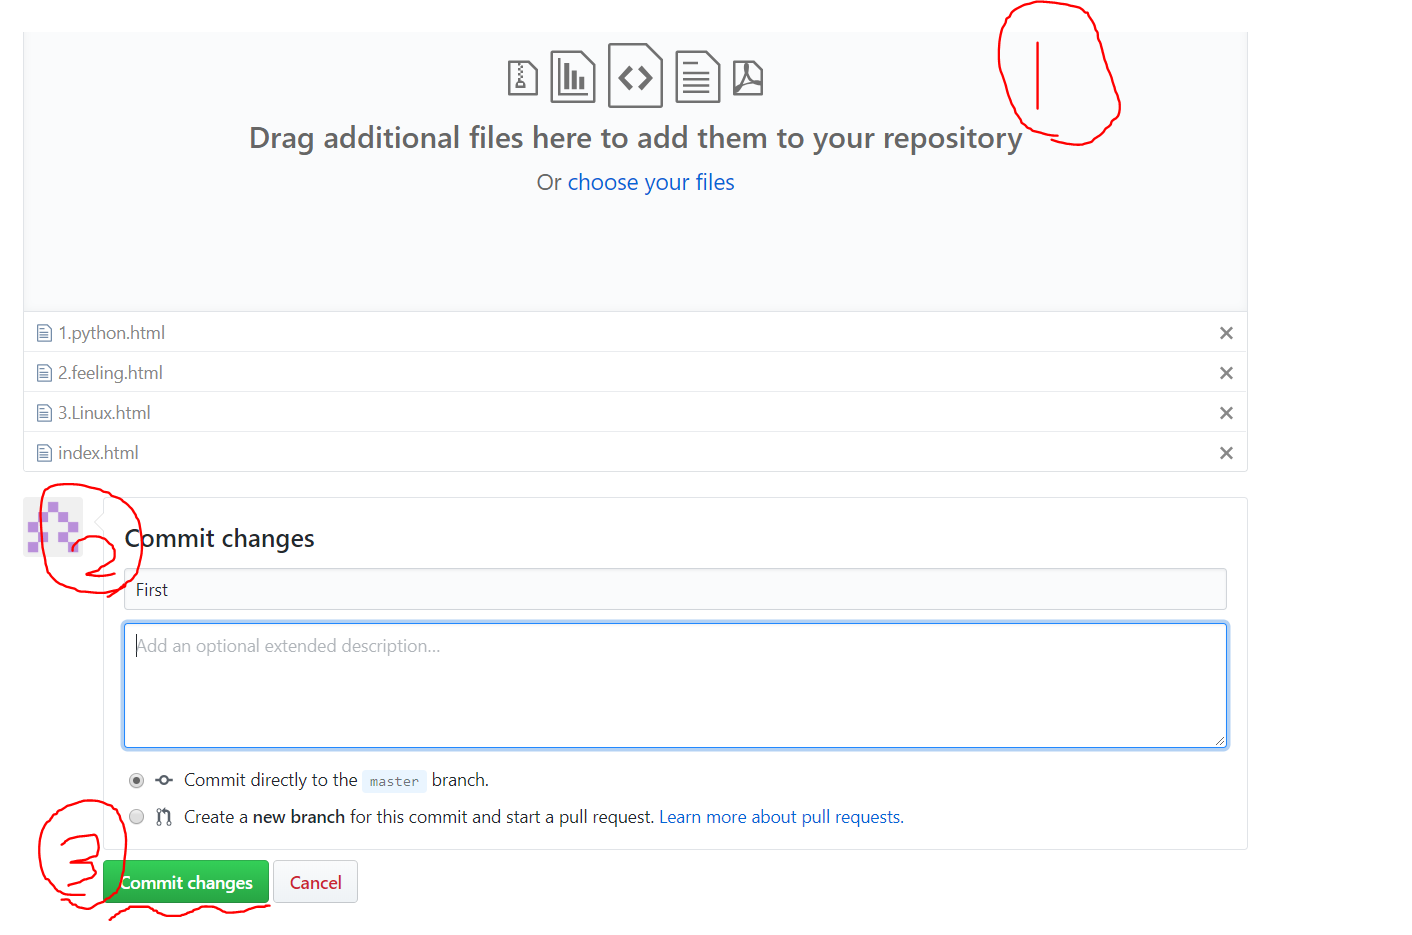 1
Drag additional files here to add them to your repository
Or choose your files
1.python.html
2.feeling.html
3.Linux.html
index.html
2
Commit changes
First
Add an optional extended description...
Commit directly to the master branch.
Create a new branch for this commit and start a pull request. Learn more about pull requests.
3
Commit changes Cancel